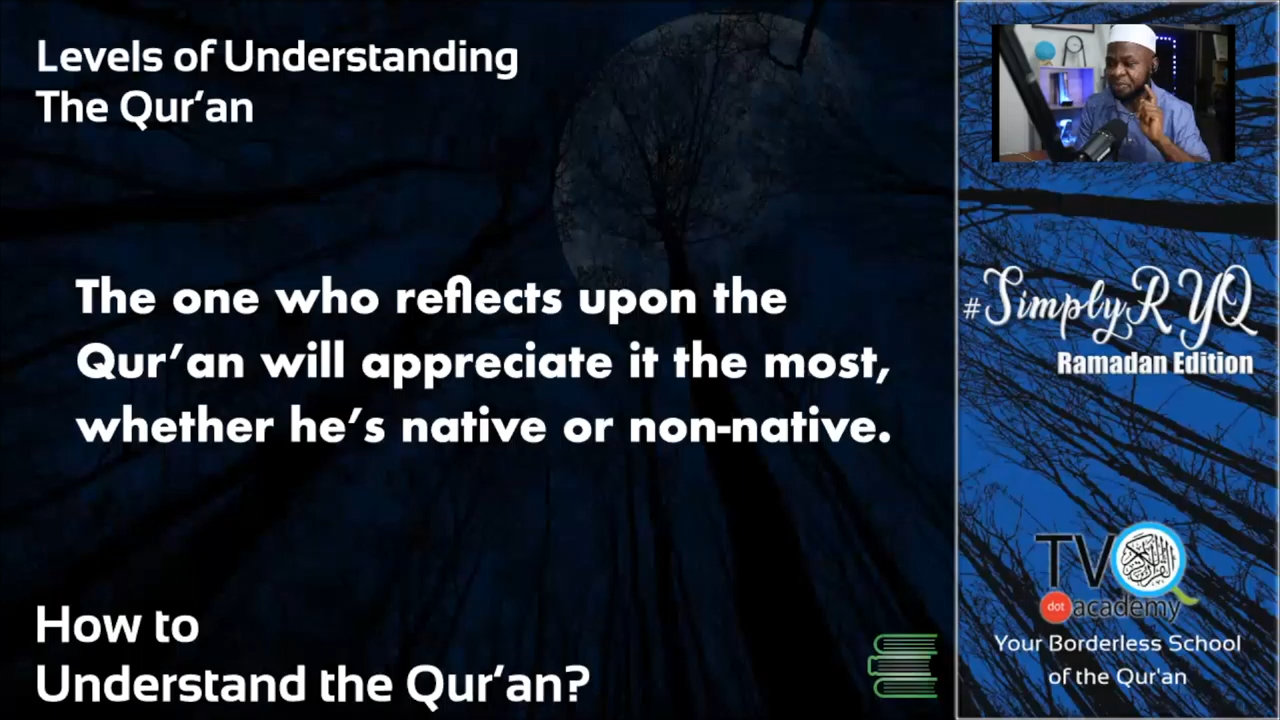 Levels of Understanding
The Qur'an
The one who reflects upon the
Qur'an will appreciate it the most,
whether he's native or non-native.
How to
Understand the Qur'an?
#SimplyRYQ
Ramadan Edition
TVQ
dot academy
Your Borderless School
of the Qur'an